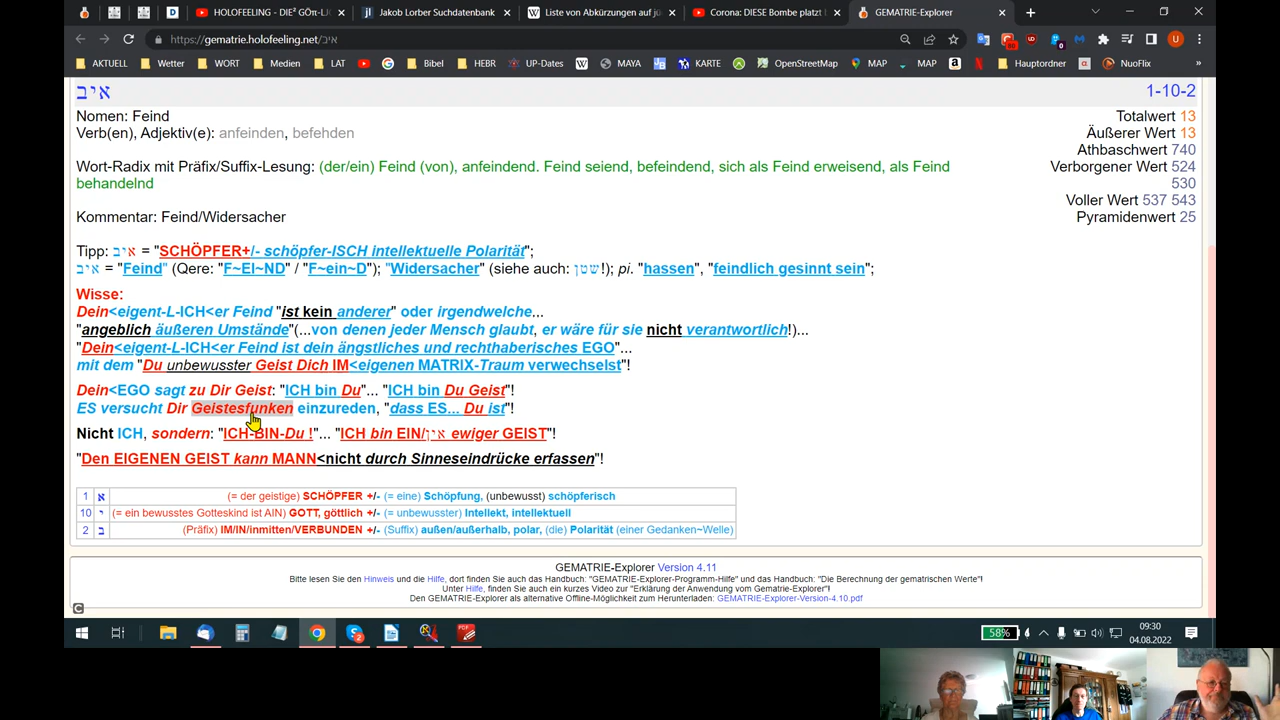 HOLOFEELING - DIE² GÖπ-LIC
Jakob Lorber Suchdatenbank
Liste von Abkürzungen auf jü
Corona: DIESE Bombe platzt !
GEMATRIE-Explorer
https://gematrie.holofeeling.net/איב
AKTUELL Wetter WORT Medien LAT Bibel HEBR UP-Dates MAYA KARTE OpenStreetMap MAP MAP Hauptordner NuoFlix »
איב 1-10-2
Nomen: Feind Totalwert 13
Verb(en), Adjektiv(e): anfeinden, befehden Äußerer Wert 13
Athbaschwert 740
Wort-Radix mit Präfix/Suffix-Lesung: (der/ein) Feind (von), anfeindend. Feind seiend, befeindend, sich als Feind erweisend, als Feind Verborgener Wert 524
behandelnd 530
Voller Wert 537 543
Kommentar: Feind/Widersacher Pyramidenwert 25
Tipp: איב = "SCHÖPFER+/- schöpfer-ISCH intellektuelle Polarität";
איב = "Feind" (Qere: "F~EI~ND" / "F~ein~D"); "Widersacher" (siehe auch: שטן!); pi. "hassen", "feindlich gesinnt sein";
Wisse:
Dein<eigent-L-ICH<er Feind "ist kein anderer" oder irgendwelche...
"angeblich äußeren Umstände"(...von denen jeder Mensch glaubt, er wäre für sie nicht verantwortlich!)...
"Dein<eigent-L-ICH<er Feind ist dein ängstliches und rechthaberisches EGO"...
mit dem "Du unbewusster Geist Dich IM<eigenen MATRIX-Traum verwechselst"!
Dein<EGO sagt zu Dir Geist: "ICH bin Du"... "ICH bin Du Geist"!
ES versucht Dir Geistesfunken einzureden, "dass ES... Du ist"!
Nicht ICH, sondern: "ICH-BIN-Du !"... "ICH bin EIN/אין ewiger GEIST"!
"Den EIGENEN GEIST kann MANN<nicht durch Sinneseindrücke erfassen"!
1 א (= der geistige) SCHÖPFER +/- (= eine) Schöpfung, (unbewusst) schöpferisch
10 י (= ein bewusstes Gotteskind ist AIN) GOTT, göttlich +/- (= unbewusster) Intellekt, intellektuell
2 ב (Präfix) IM/IN/inmitten/VERBUNDEN +/- (Suffix) außen/außerhalb, polar, (die) Polarität (einer Gedanken~Welle)
GEMATRIE-Explorer Version 4.11
Bitte lesen Sie den Hinweis und die Hilfe, dort finden Sie auch das Handbuch: "GEMATRIE-Explorer-Programm-Hilfe" und das Handbuch: "Die Berechnung der gematrischen Werte"!
Unter Hilfe, finden Sie auch ein kurzes Video zur "Erklärung der Anwendung vom Gematrie-Explorer"!
Den GEMATRIE-Explorer als alternative Offline-Möglichkeit zum Herunterladen: GEMATRIE-Explorer-Version-4.10.pdf
58%
09:30
04.08.2022